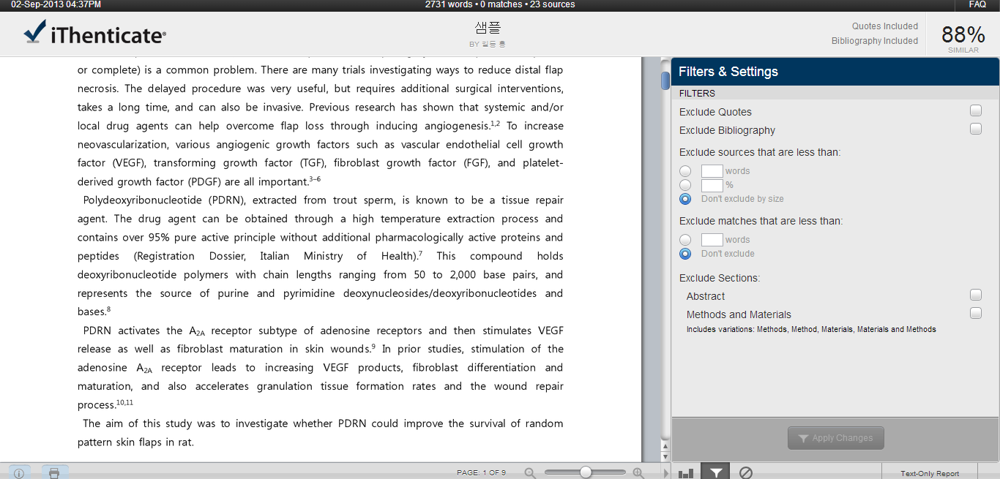 02-Sep-2013 04:37PM
2731 words • 0 matches • 23 sources
FAQ
iThenticate®
샘플
BY 길동 홍
Quotes Included
Bibliography Included
88%
SIMILAR
or complete) is a common problem. There are many trials investigating ways to reduce distal flap
necrosis. The delayed procedure was very useful, but requires additional surgical interventions,
takes a long time, and can also be invasive. Previous research has shown that systemic and/or
local drug agents can help overcome flap loss through inducing angiogenesis.1,2 To increase
neovascularization, various angiogenic growth factors such as vascular endothelial cell growth
factor (VEGF), transforming growth factor (TGF), fibroblast growth factor (FGF), and platelet-
derived growth factor (PDGF) are all important.3–6
Polydeoxyribonucleotide (PDRN), extracted from trout sperm, is known to be a tissue repair
agent. The drug agent can be obtained through a high temperature extraction process and
contains over 95% pure active principle without additional pharmacologically active proteins and
peptides (Registration Dossier, Italian Ministry of Health).7 This compound holds
deoxyribonucleotide polymers with chain lengths ranging from 50 to 2,000 base pairs, and
represents the source of purine and pyrimidine deoxynucleosides/deoxyribonucleotides and
bases.8
PDRN activates the A2A receptor subtype of adenosine receptors and then stimulates VEGF
release as well as fibroblast maturation in skin wounds.9 In prior studies, stimulation of the
adenosine A2A receptor leads to increasing VEGF products, fibroblast differentiation and
maturation, and also accelerates granulation tissue formation rates and the wound repair
process.10,11
The aim of this study was to investigate whether PDRN could improve the survival of random
pattern skin flaps in rat.
PAGE: 1 OF 9
Filters & Settings
FILTERS
Exclude Quotes
Exclude Bibliography
Exclude sources that are less than:
words
%
Don't exclude by size
Exclude matches that are less than:
words
Don't exclude
Exclude Sections:
Abstract
Methods and Materials
Includes variations: Methods, Method, Materials, Materials and Methods
Apply Changes
Text-Only Report